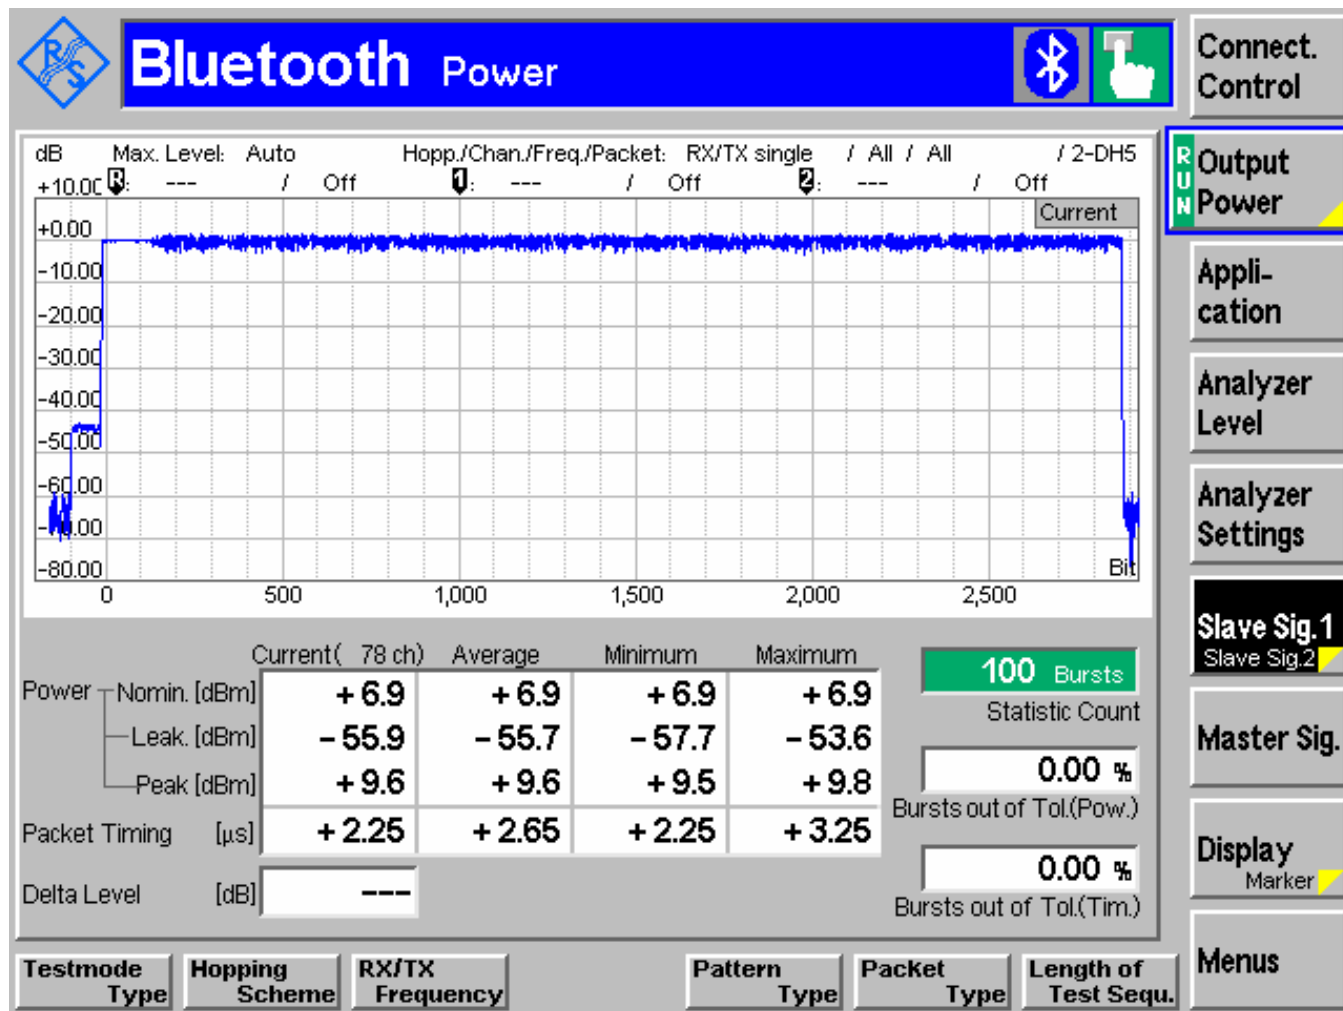 R S Bluetooth Power
Connect.
Control
dB Max. Level: Auto Hopp./Chan./Freq./Packet: RX/TX single / All / All / 2-DH5
+10.00 R: --- / Off 1: --- / Off 2: --- / Off
Current
+0.00
-10.00
-20.00
-30.00
-40.00
-50.00
-60.00
-80.00
Bit
0 500 1,000 1,500 2,000 2,500
RUN
Output
Power
Appli-
cation
Analyzer
Level
Analyzer
Settings
Slave Sig.1
Slave Sig.2
Master Sig.
Display
Marker
Menus
Current( 78 ch) Average Minimum Maximum
Power Nomin. [dBm] +6.9 +6.9 +6.9 +6.9
Leak. [dBm] -55.9 -55.7 -57.7 -53.6
Peak [dBm] +9.6 +9.6 +9.5 +9.8
Packet Timing [µs] +2.25 +2.65 +2.25 +3.25
Delta Level [dB] ---
100 Bursts
Statistic Count
0.00 %
Bursts out of Tol.(Pow.)
0.00 %
Bursts out of Tol.(Tim.)
Testmode
Type
Hopping
Scheme
RX/TX
Frequency
Pattern
Type
Packet
Type
Length of
Test Sequ.